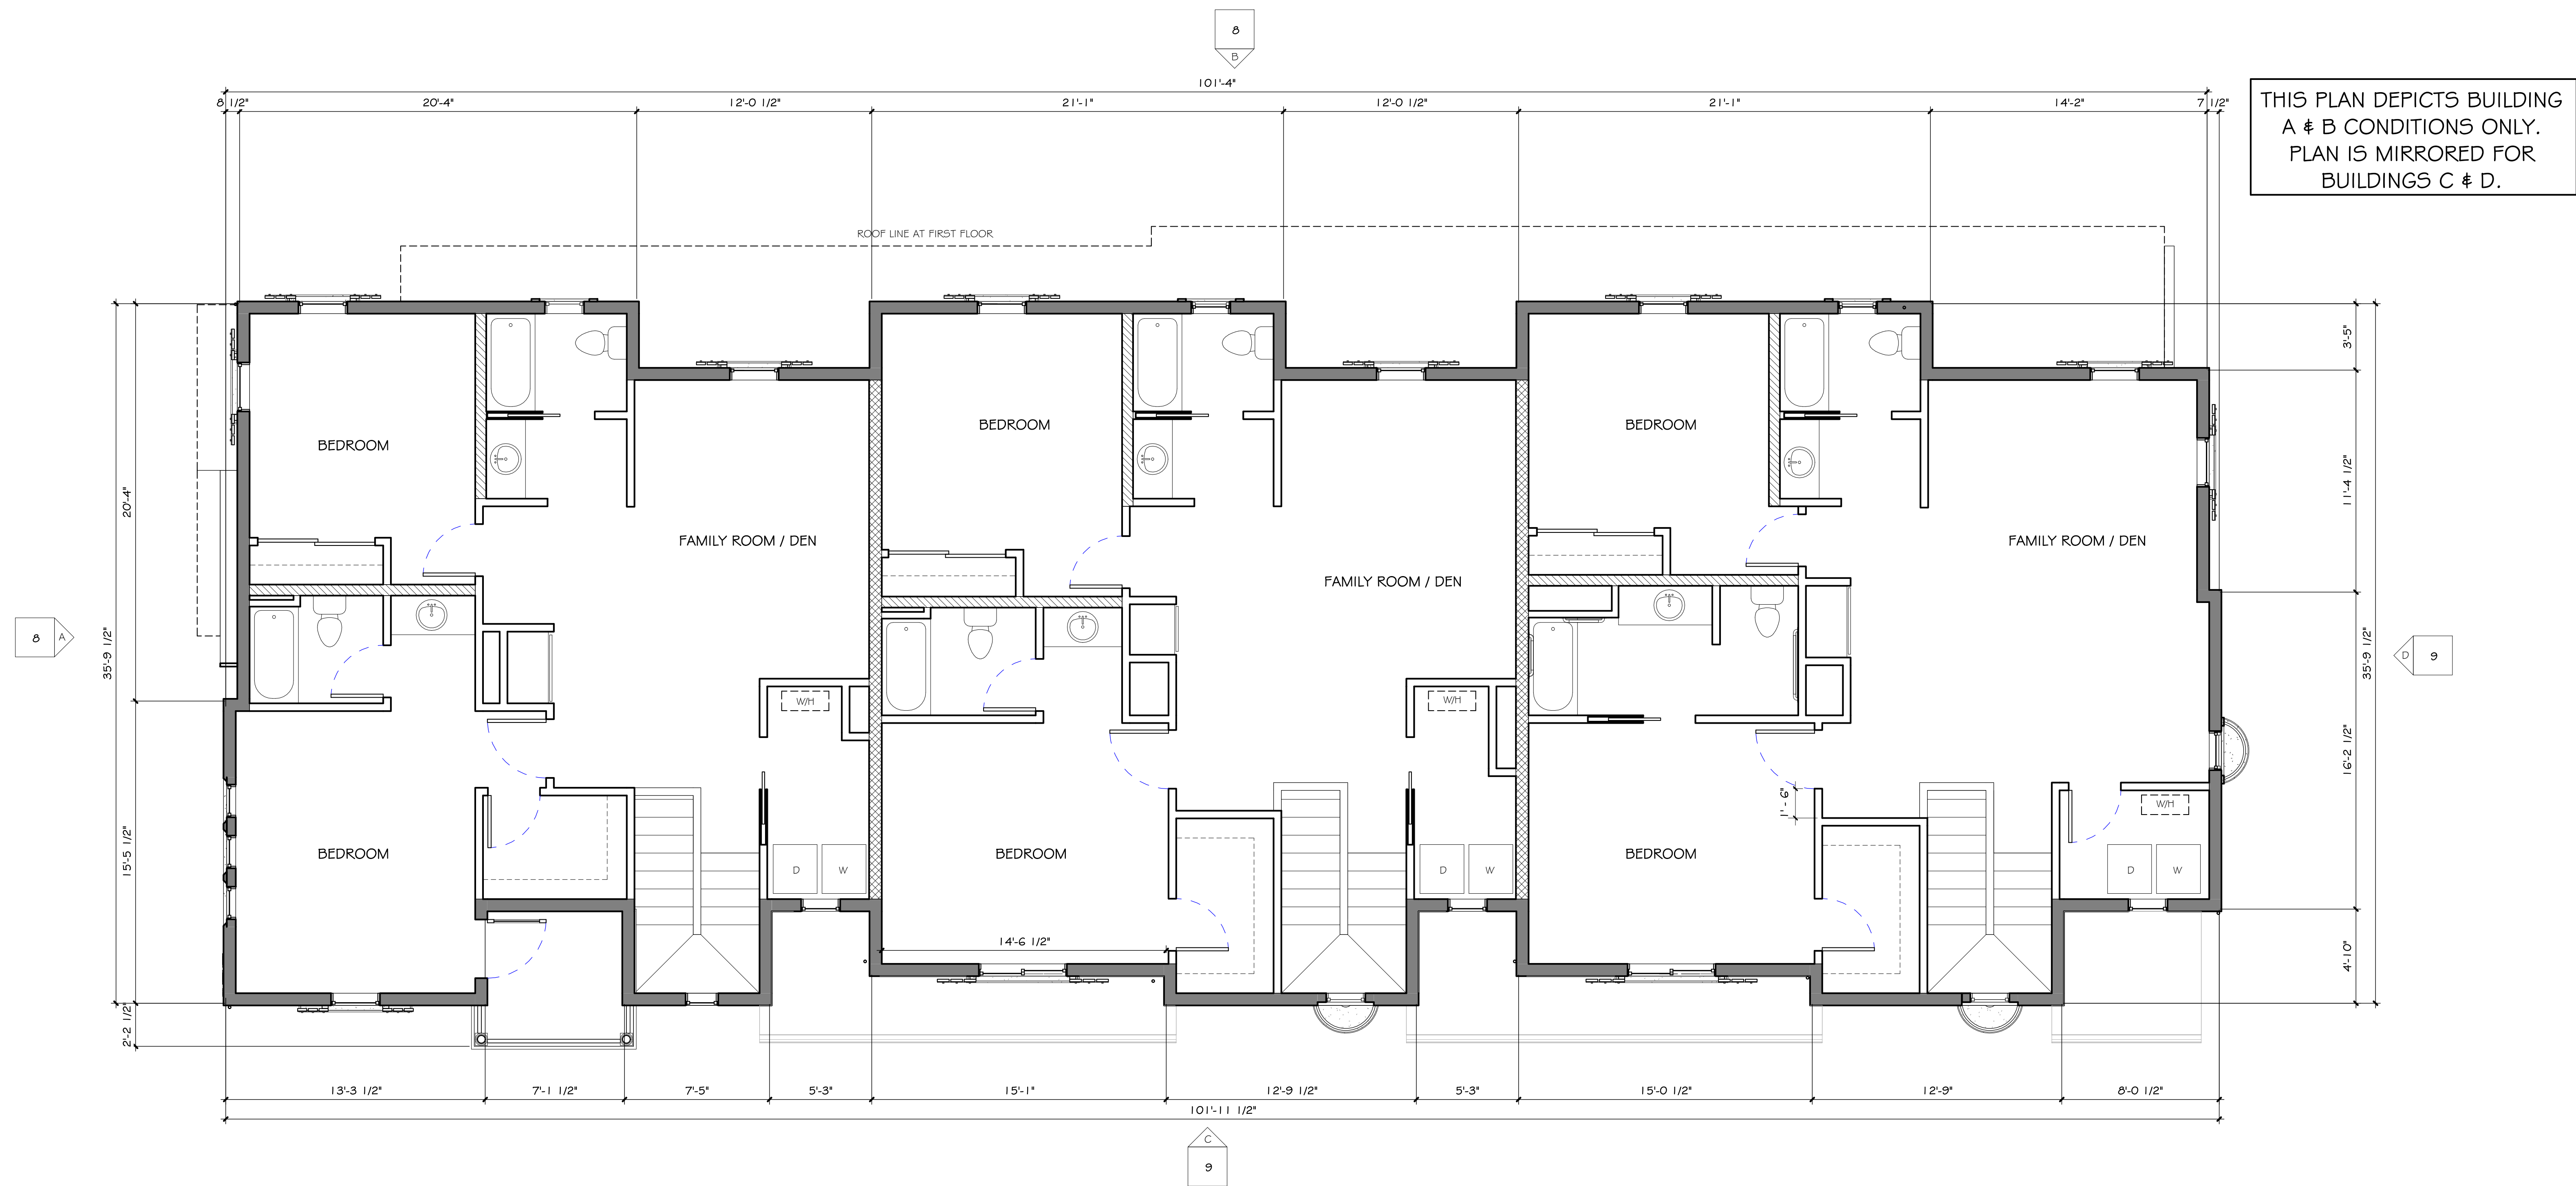 8
B
101'-4"
8 1/2"
20'-4"
12'-0 1/2"
21'-1"
12'-0 1/2"
21'-1"
14'-2"
7 1/2"
THIS PLAN DEPICTS BUILDING
A & B CONDITIONS ONLY.
PLAN IS MIRRORED FOR
BUILDINGS C & D.
ROOF LINE AT FIRST FLOOR
3'-5"
BEDROOM
BEDROOM
BEDROOM
20'-4"
11'-4 1/2"
FAMILY ROOM / DEN
FAMILY ROOM / DEN
FAMILY ROOM / DEN
8
A
35'-9 1/2"
35'-9 1/2"
D
9
W/H
W/H
16'-2 1/2"
1' - 6"
W/H
15'-5 1/2"
BEDROOM
BEDROOM
BEDROOM
D
W
D
W
D
W
14'-6 1/2"
4'-10"
2'-2 1/2"
13'-3 1/2"
7'-1 1/2"
7'-5"
5'-3"
15'-1"
12'-9 1/2"
5'-3"
15'-0 1/2"
12'-9"
8'-0 1/2"
101'-11 1/2"
C
9